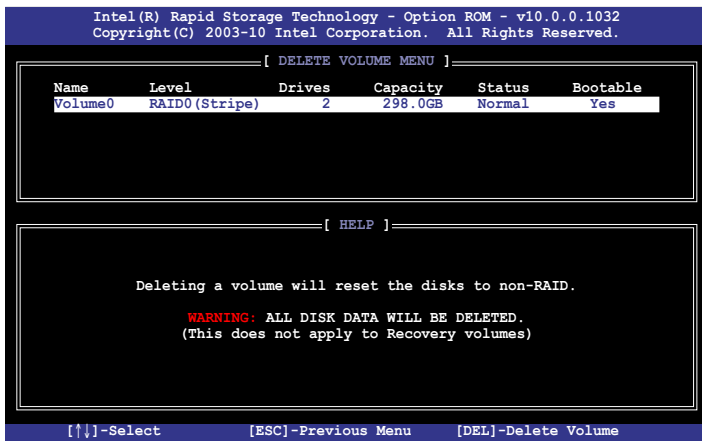 Intel(R) Rapid Storage Technology - Option ROM - v10.0.0.1032
Copyright(C) 2003-10 Intel Corporation. All Rights Reserved.
[ DELETE VOLUME MENU ]
Name Level Drives Capacity Status Bootable
Volume0 RAID0(Stripe) 2 298.0GB Normal Yes
[ HELP ]
Deleting a volume will reset the disks to non-RAID.
WARNING: ALL DISK DATA WILL BE DELETED.
(This does not apply to Recovery volumes)
[↑↓]-Select [ESC]-Previous Menu [DEL]-Delete Volume